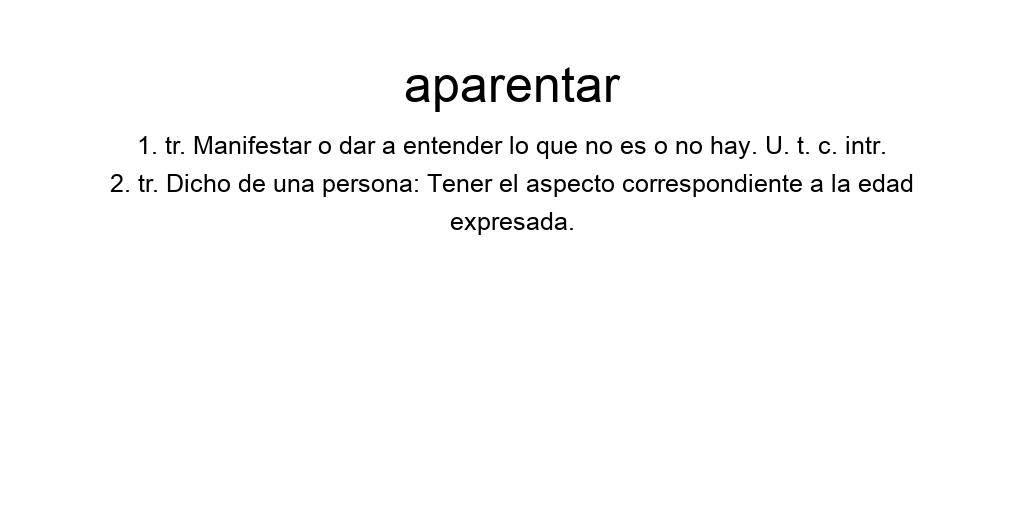 aparentar
1. tr. Manifestar o dar a entender lo que no es o no hay. U. t. c. intr.
2. tr. Dicho de una persona: Tener el aspecto correspondiente a la edad
expresada.